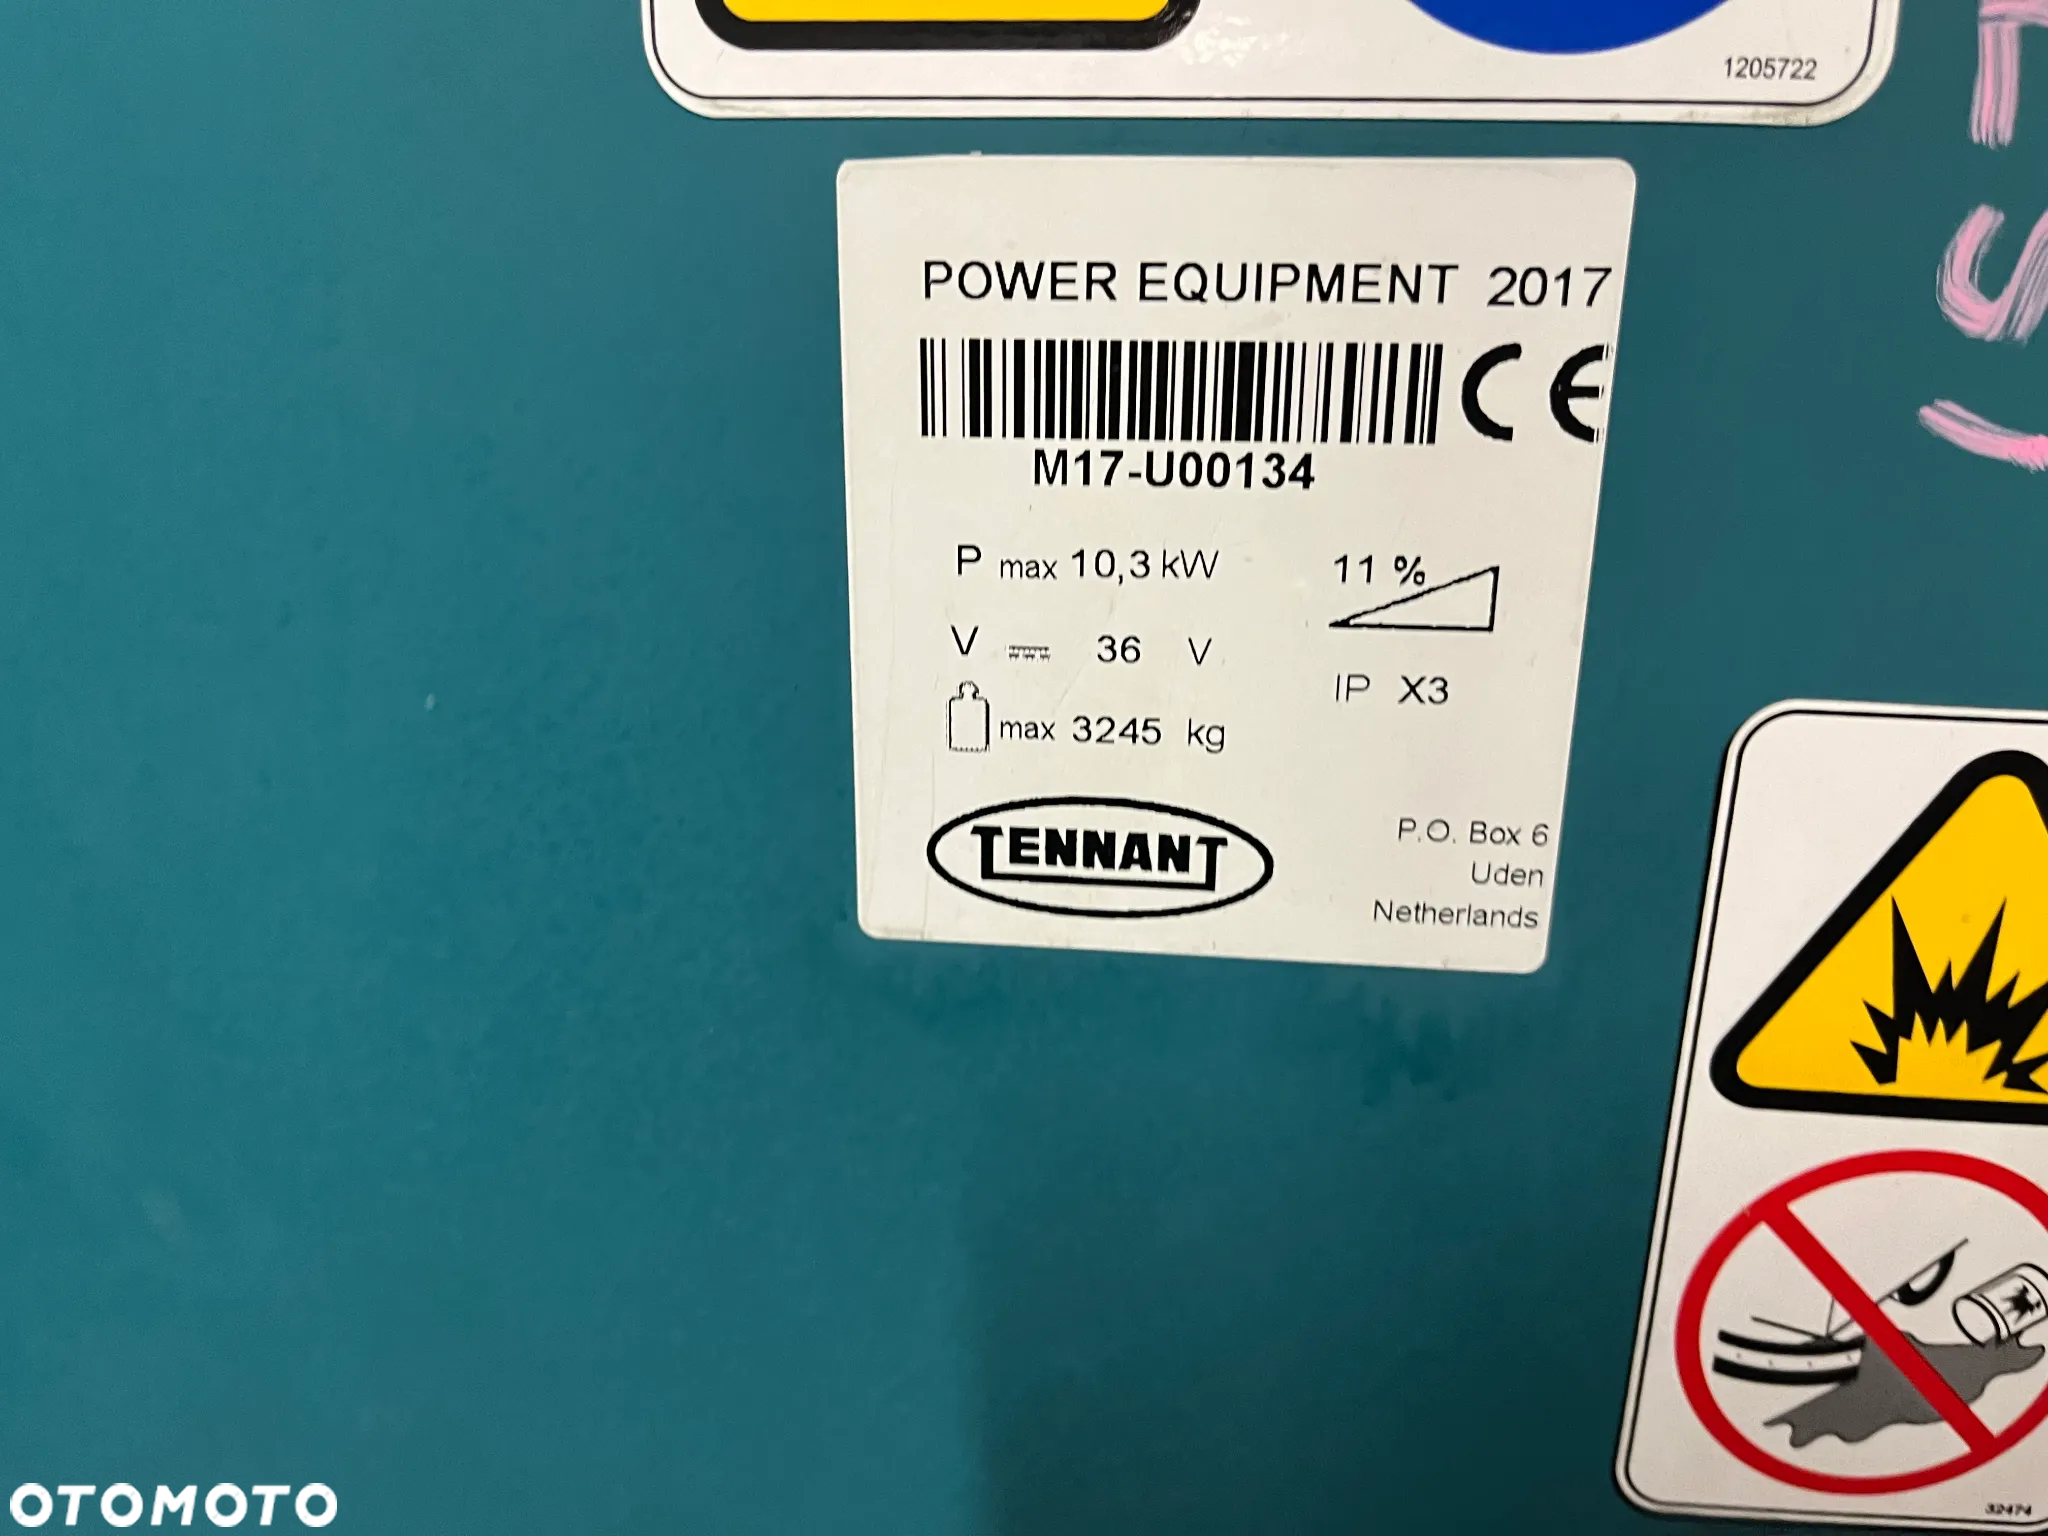 1205722
POWER EQUIPMENT 2017
CE
M17-U00134
P max 10,3 kW
11 %
V 36 V
IP X3
max 3245 kg
TENNANT
P.O. Box 6
Uden
Netherlands
32474
OTOMOTO